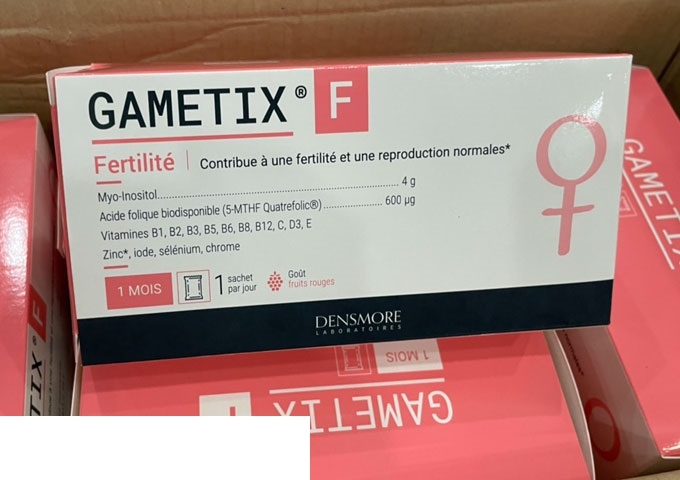 GAMETIX® F
Fertilité | Contribue à une fertilité et une reproduction normales*
Myo-Inositol........................................................ 4 g
Acide folique biodisponible (5-MTHF Quatrefolic®).................... 600 µg
Vitamines B1, B2, B3, B5, B6, B8, B12, C, D3, E
Zinc*, iode, sélénium, chrome
1 MOIS
1 sachet par jour
Goût fruits rouges
DENSMORE
LABORATOIRES
GAMETI
TIX® F
1 MOIS
GAMETIX F